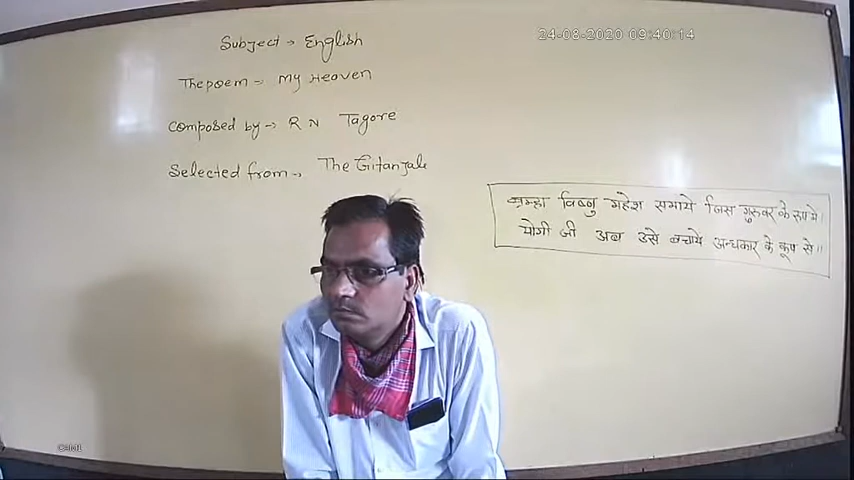 Subject → English
24-08-2020 09:40:14
The poem → My Heaven
Composed by → R N Tagore
Selected from → The Gitanjali
ब्रम्हा विष्णु महेश समाये जिस गुरुवर के रूप मे।
योगी जी अब उसे बचाये अन्धकार के कूप से॥